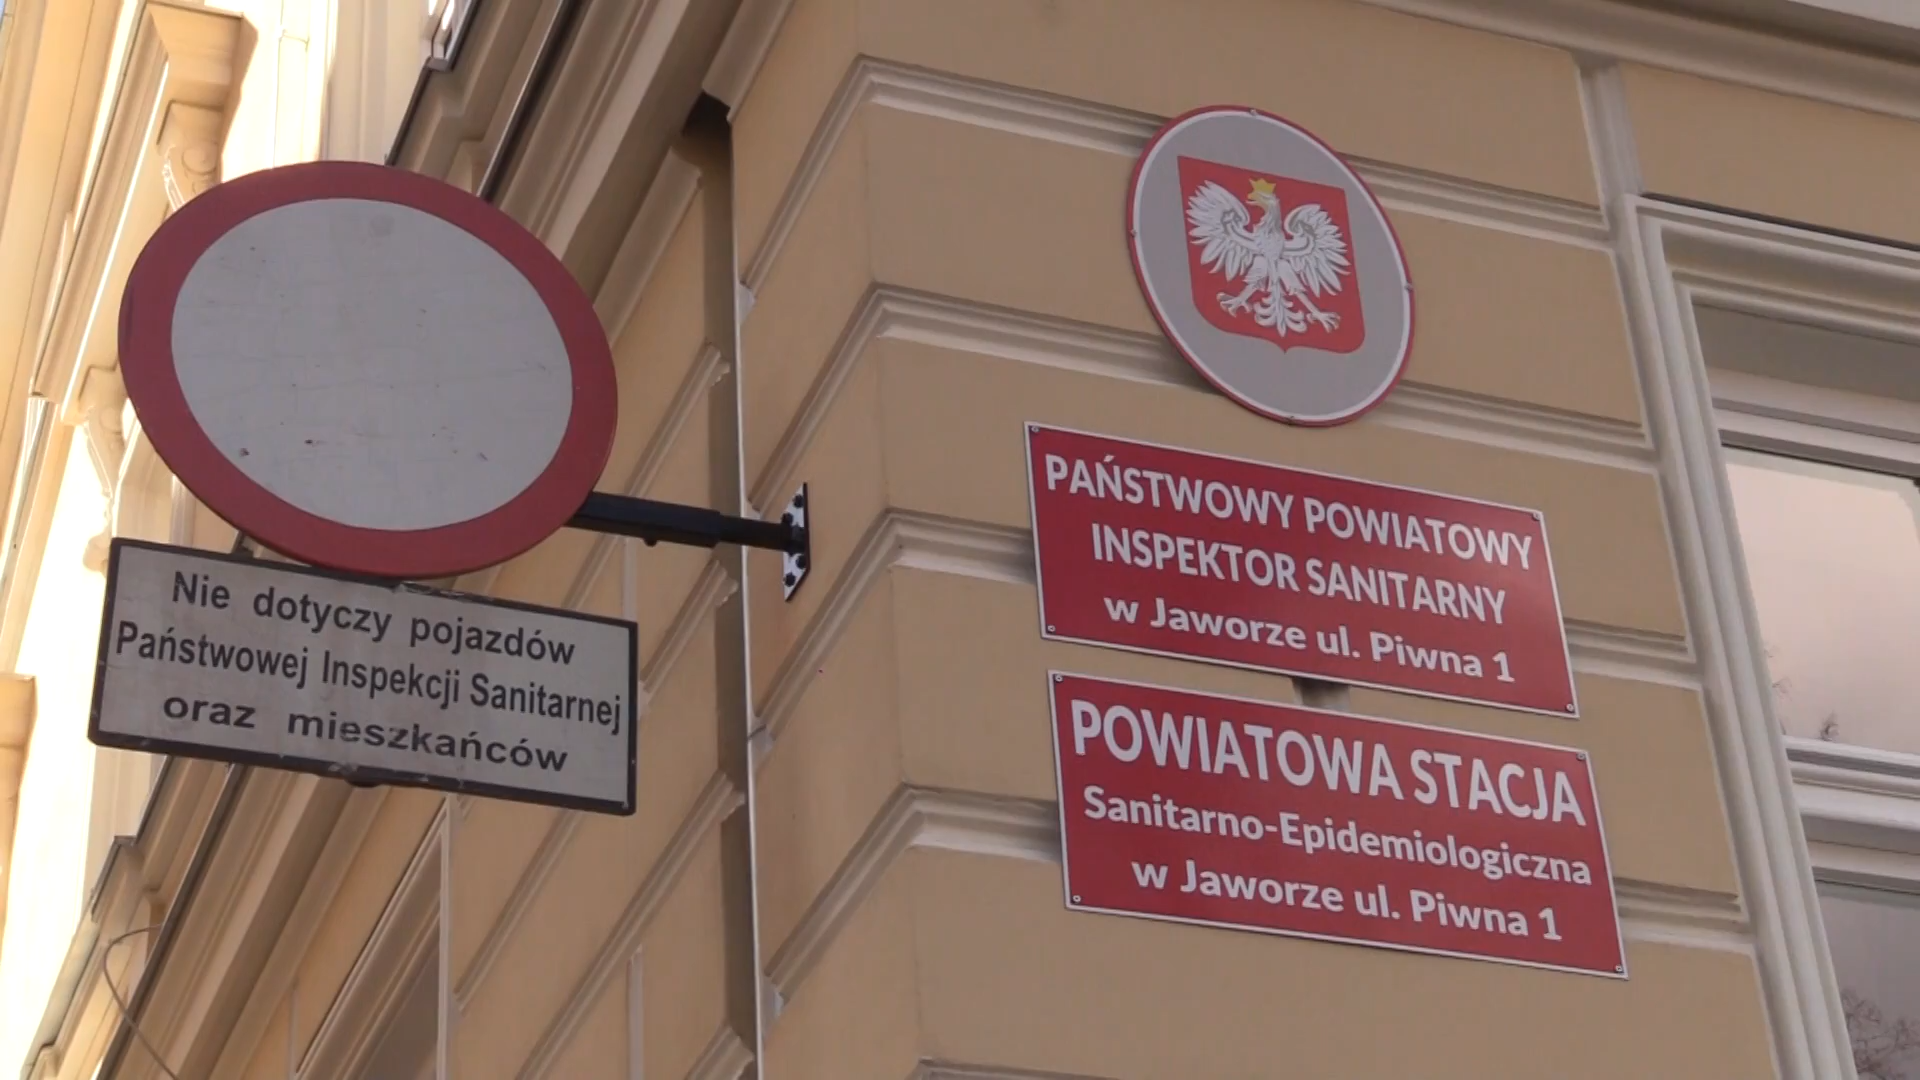 Nie dotyczy pojazdów
Państwowej Inspekcji Sanitarnej
oraz mieszkańców
PAŃSTWOWY POWIATOWY
INSPEKTOR SANITARNY
w Jaworze ul. Piwna 1
POWIATOWA STACJA
Sanitarno-Epidemiologiczna
w Jaworze ul. Piwna 1